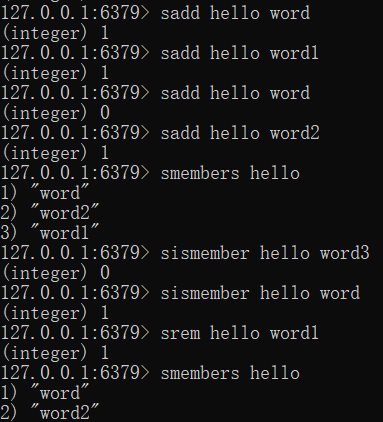 127.0.0.1:6379> sadd hello word
(integer) 1
127.0.0.1:6379> sadd hello word1
(integer) 1
127.0.0.1:6379> sadd hello word
(integer) 0
127.0.0.1:6379> sadd hello word2
(integer) 1
127.0.0.1:6379> smembers hello
1) "word"
2) "word2"
3) "word1"
127.0.0.1:6379> sismember hello word3
(integer) 0
127.0.0.1:6379> sismember hello word
(integer) 1
127.0.0.1:6379> srem hello word1
(integer) 1
127.0.0.1:6379> smembers hello
1) "word"
2) "word2"